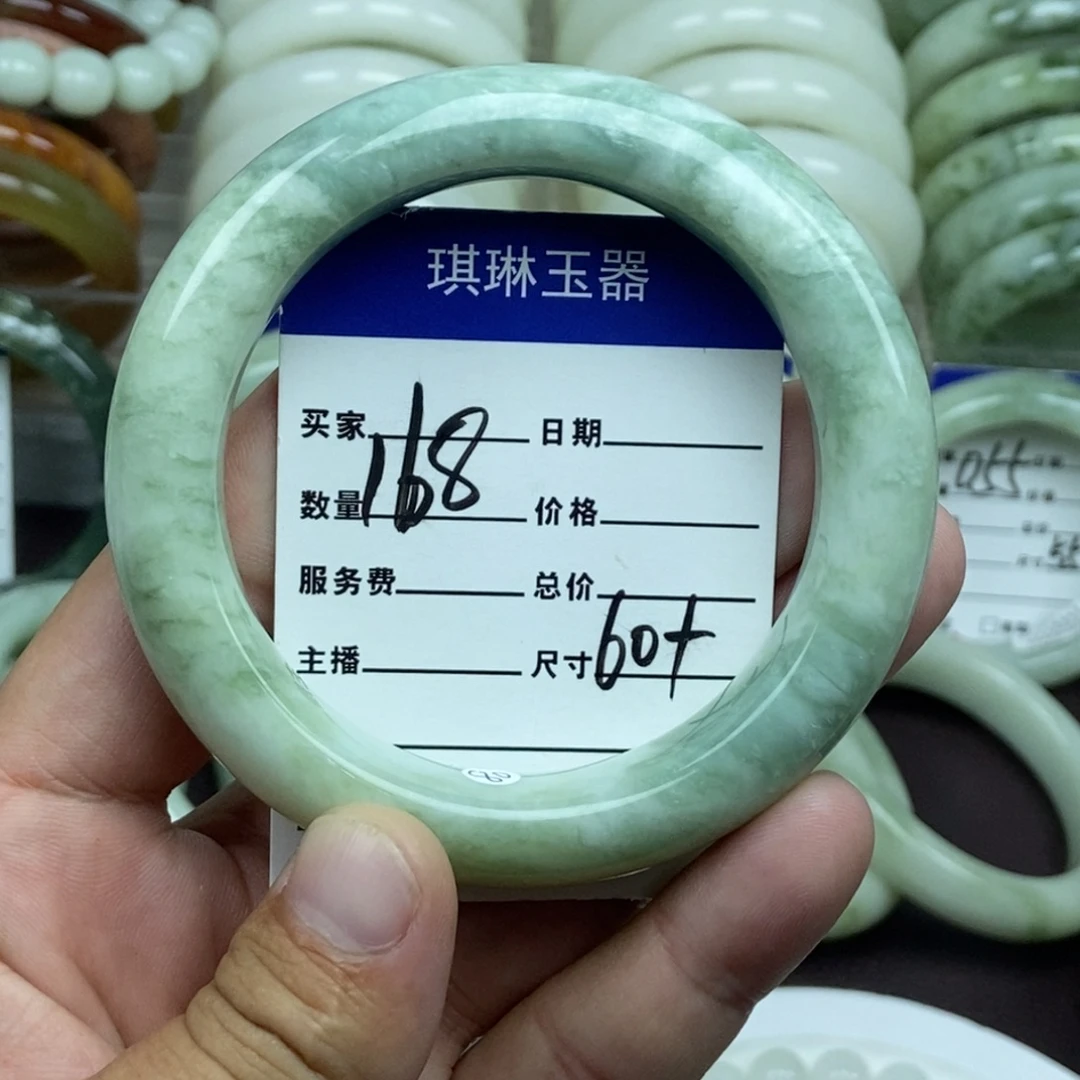 琪琳玉器
买家 日期
168
数量 价格
服务费 总价
主播 尺寸 60+
055